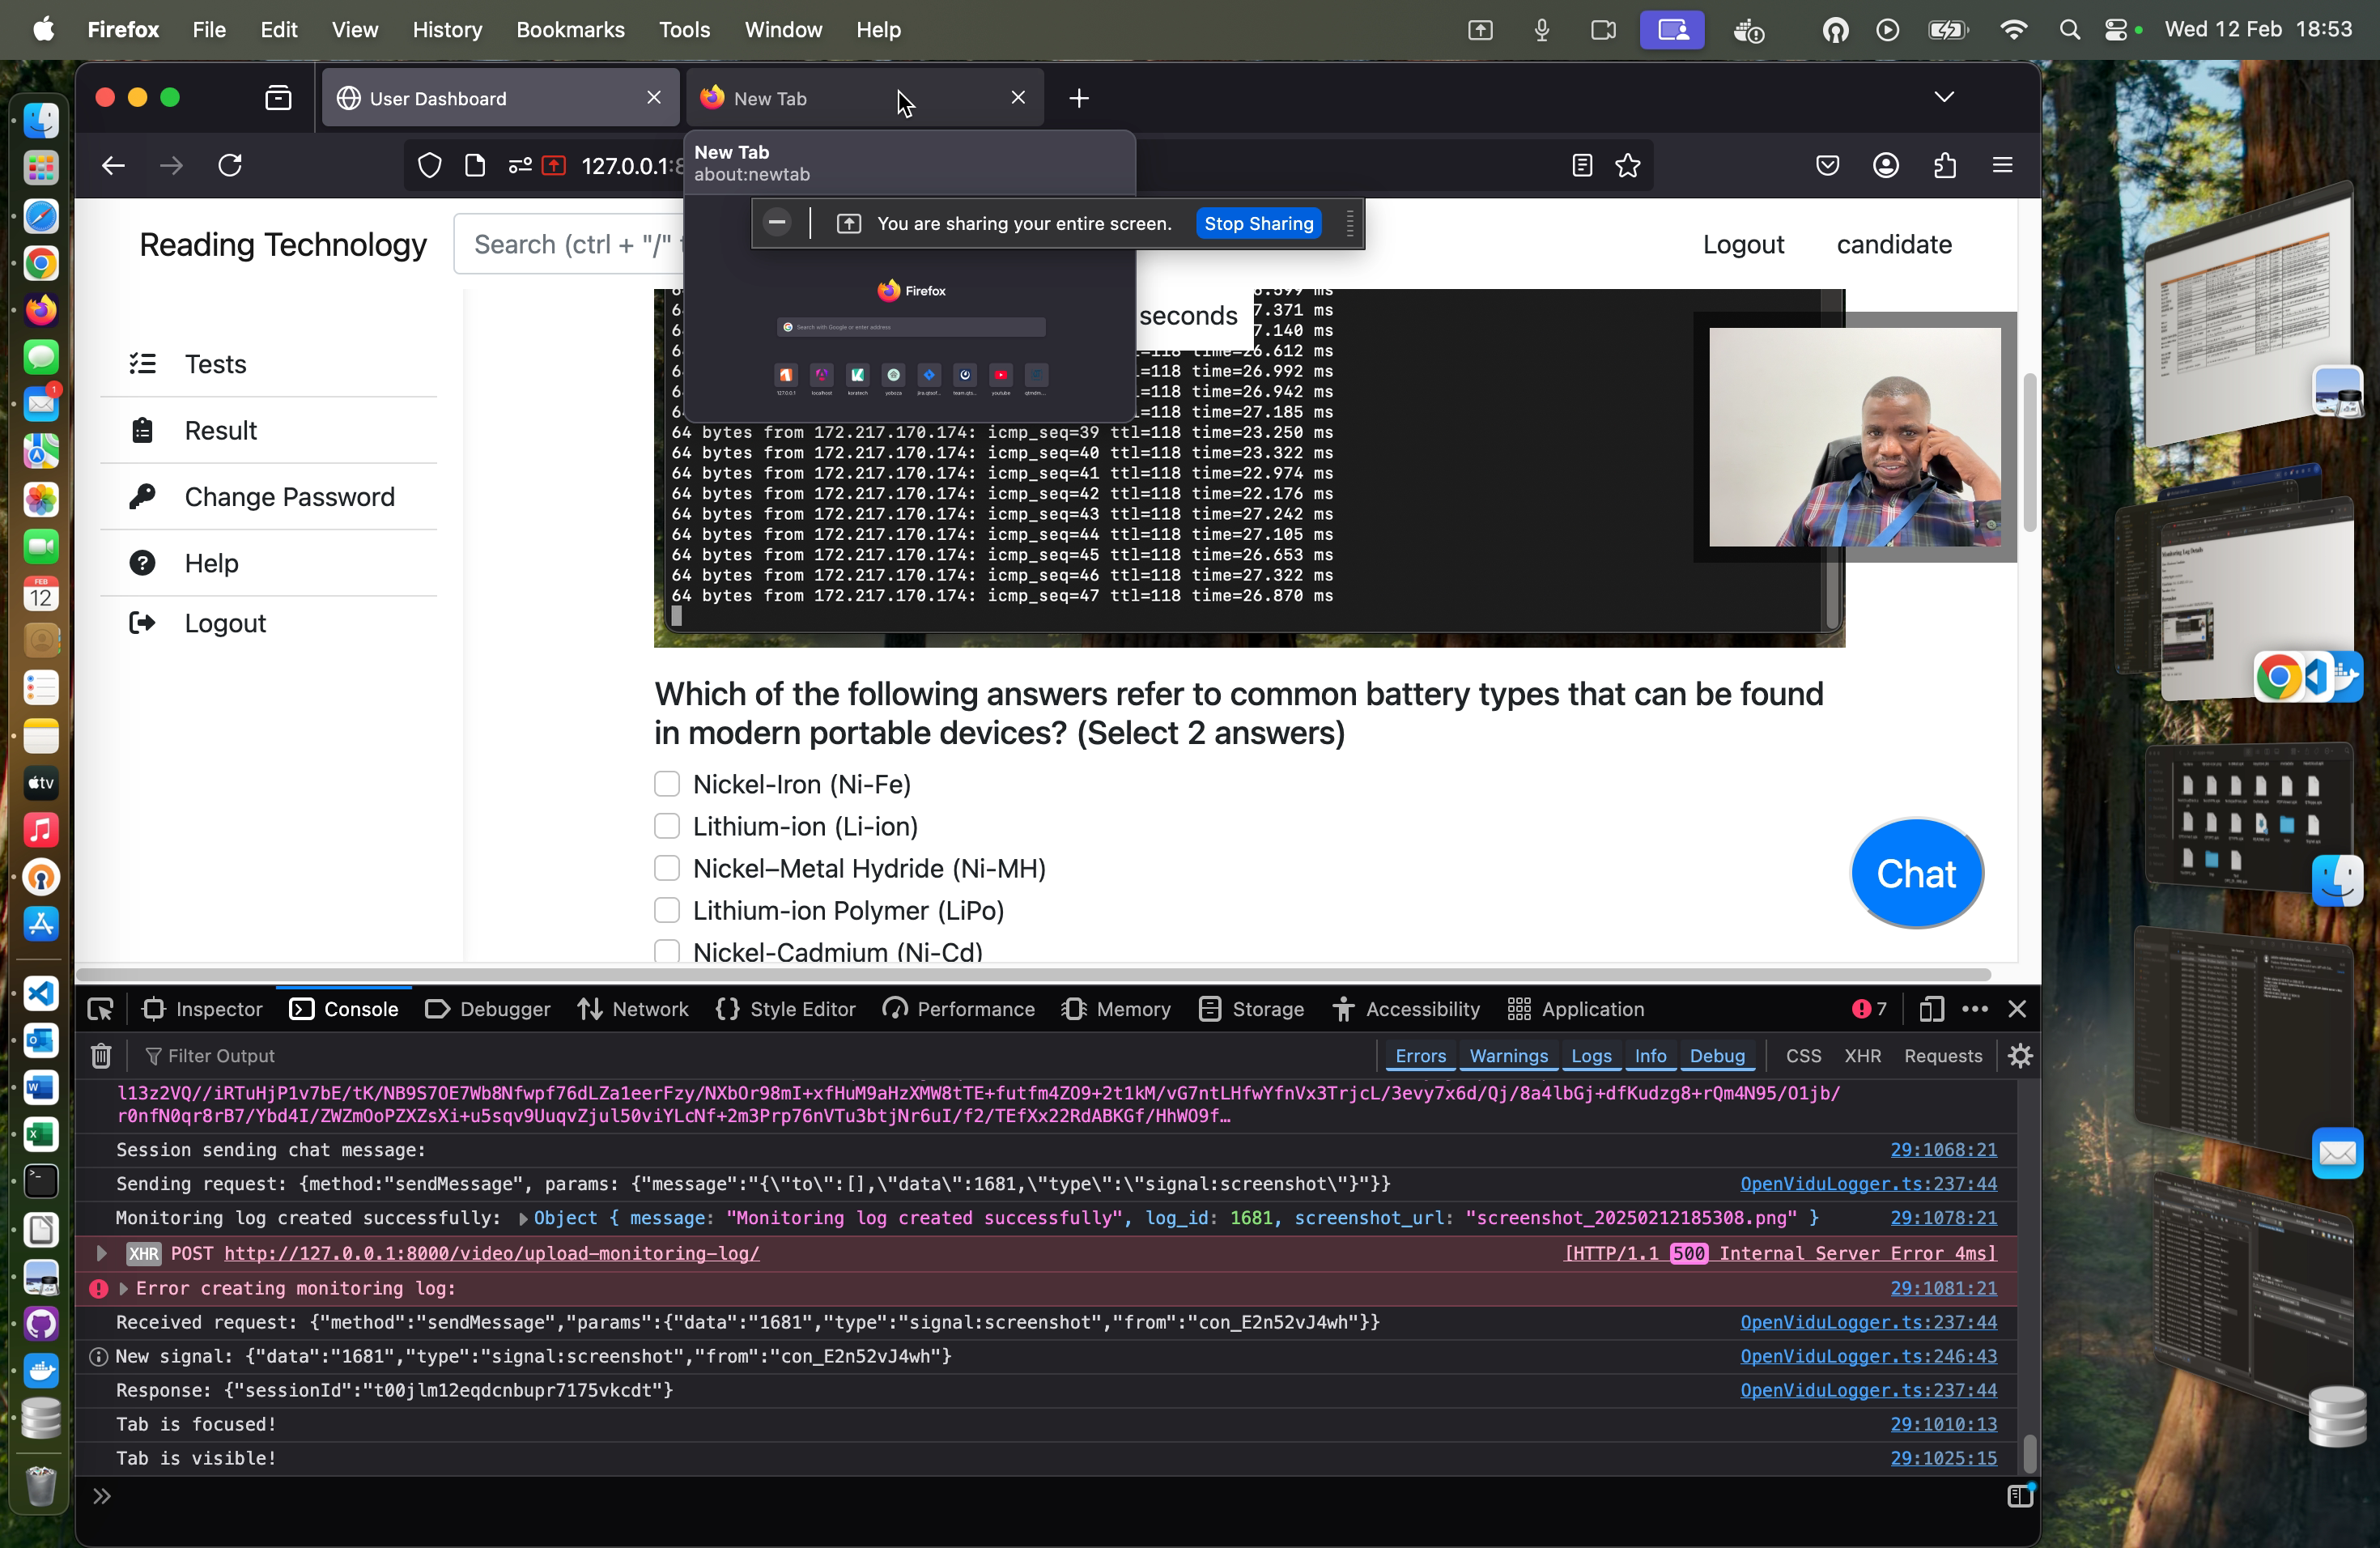 Firefox File Edit View History Bookmarks Tools Window Help Wed 12 Feb 18:53
User Dashboard
New Tab
127.0.0.1:8
New Tab
about:newtab
You are sharing your entire screen. Stop Sharing
Reading Technology
Search (ctrl + "/"
Logout candidate
Firefox
Search with Google or enter address
127.0.0.1 localhost youtube
seconds
Tests
Result
Change Password
Help
Logout
7.371 ms
7.140 ms
=118 time=26.612 ms
=118 time=26.992 ms
=118 time=26.942 ms
=118 time=27.185 ms
64 bytes from 172.217.170.174: icmp_seq=39 ttl=118 time=23.250 ms
64 bytes from 172.217.170.174: icmp_seq=40 ttl=118 time=23.322 ms
64 bytes from 172.217.170.174: icmp_seq=41 ttl=118 time=22.974 ms
64 bytes from 172.217.170.174: icmp_seq=42 ttl=118 time=22.176 ms
64 bytes from 172.217.170.174: icmp_seq=43 ttl=118 time=27.242 ms
64 bytes from 172.217.170.174: icmp_seq=44 ttl=118 time=27.105 ms
64 bytes from 172.217.170.174: icmp_seq=45 ttl=118 time=26.653 ms
64 bytes from 172.217.170.174: icmp_seq=46 ttl=118 time=27.322 ms
64 bytes from 172.217.170.174: icmp_seq=47 ttl=118 time=26.870 ms
Which of the following answers refer to common battery types that can be found
in modern portable devices? (Select 2 answers)
Nickel-Iron (Ni-Fe)
Lithium-ion (Li-ion)
Nickel–Metal Hydride (Ni-MH)
Lithium-ion Polymer (LiPo)
Nickel-Cadmium (Ni-Cd)
Chat
Inspector Console Debugger Network Style Editor Performance Memory Storage Accessibility Application 7
Filter Output Errors Warnings Logs Info Debug CSS XHR Requests
l13z2VQ//iRTuHjP1v7bE/tK/NB9S7OE7Wb8Nfwpf76dLZa1eerFzy/NXbOr98mI+xfHuM9aHzXMW8tTE+futfm4ZO9+2t1kM/vG7ntLHfwYfnVx3TrjcL/3evy7x6d/Qj/8a4lbGj+dfKudzg8+rQm4N95/O1jb/
r0nfN0qr8rB7/Ybd4I/ZWZmOoPZXZsXi+u5sqv9UuqvZjul50viYLcNf+2m3Prp76nVTu3btjNr6uI/f2/TEfXx22RdABKGf/HhWO9f…
Session sending chat message: 29:1068:21
Sending request: {method:"sendMessage", params: {"message":"{\"to\":[],\"data\":1681,\"type\":\"signal:screenshot\"}"}} OpenViduLogger.ts:237:44
Monitoring log created successfully: Object { message: "Monitoring log created successfully", log_id: 1681, screenshot_url: "screenshot_20250212185308.png" } 29:1078:21
XHR POST http://127.0.0.1:8000/video/upload-monitoring-log/ [HTTP/1.1 500 Internal Server Error 4ms]
Error creating monitoring log: 29:1081:21
Received request: {"method":"sendMessage","params":{"data":"1681","type":"signal:screenshot","from":"con_E2n52vJ4wh"}} OpenViduLogger.ts:237:44
New signal: {"data":"1681","type":"signal:screenshot","from":"con_E2n52vJ4wh"} OpenViduLogger.ts:246:43
Response: {"sessionId":"t00jlm12eqdcnbupr7175vkcdt"} OpenViduLogger.ts:237:44
Tab is focused! 29:1010:13
Tab is visible! 29:1025:15